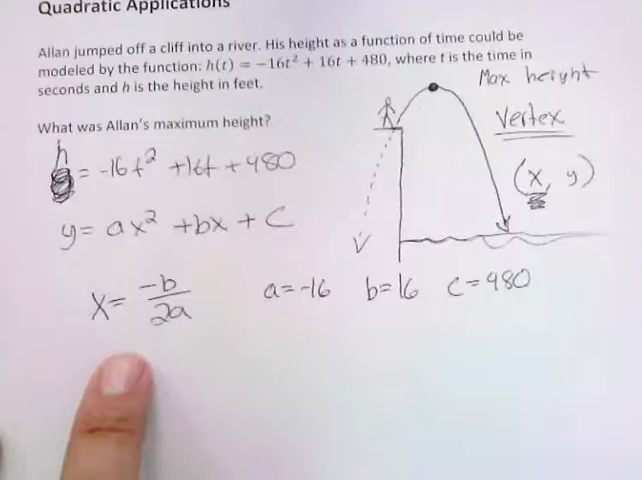 Quadratic Applications
Allan jumped off a cliff into a river. His height as a function of time could be
modeled by the function: h(t) = −16t² + 16t + 480, where t is the time in
seconds and h is the height in feet.
Max height
What was Allan's maximum height?
Vertex
h = -16t² +16t + 480
(x, y)
y= ax² +bx + C
x= -b/2a
a=-16 b=16 C=480